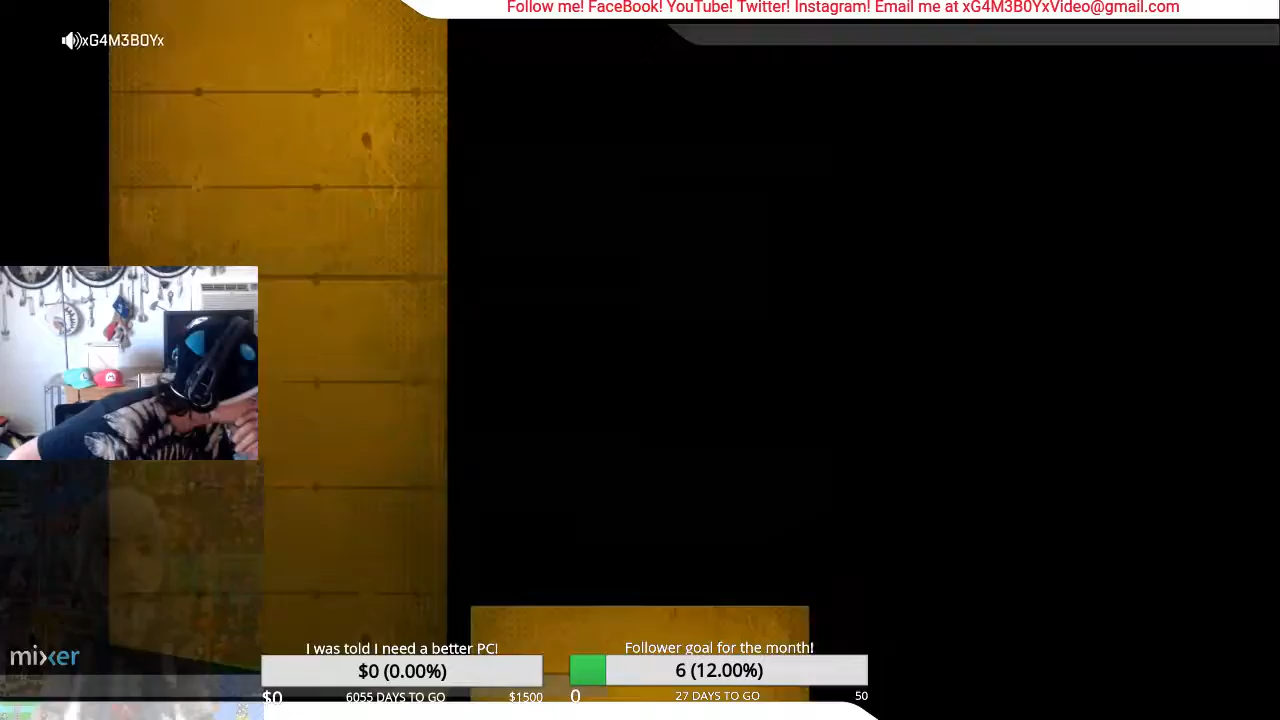 Follow me! FaceBook! YouTube! Twitter! Instagram! Email me at xG4M3B0YxVideo@gmail.com
xG4M3B0Yx
mixer
I was told I need a better PC!
$0 (0.00%)
$0 6055 DAYS TO GO $1500
Follower goal for the month!
6 (12.00%)
0 27 DAYS TO GO 50